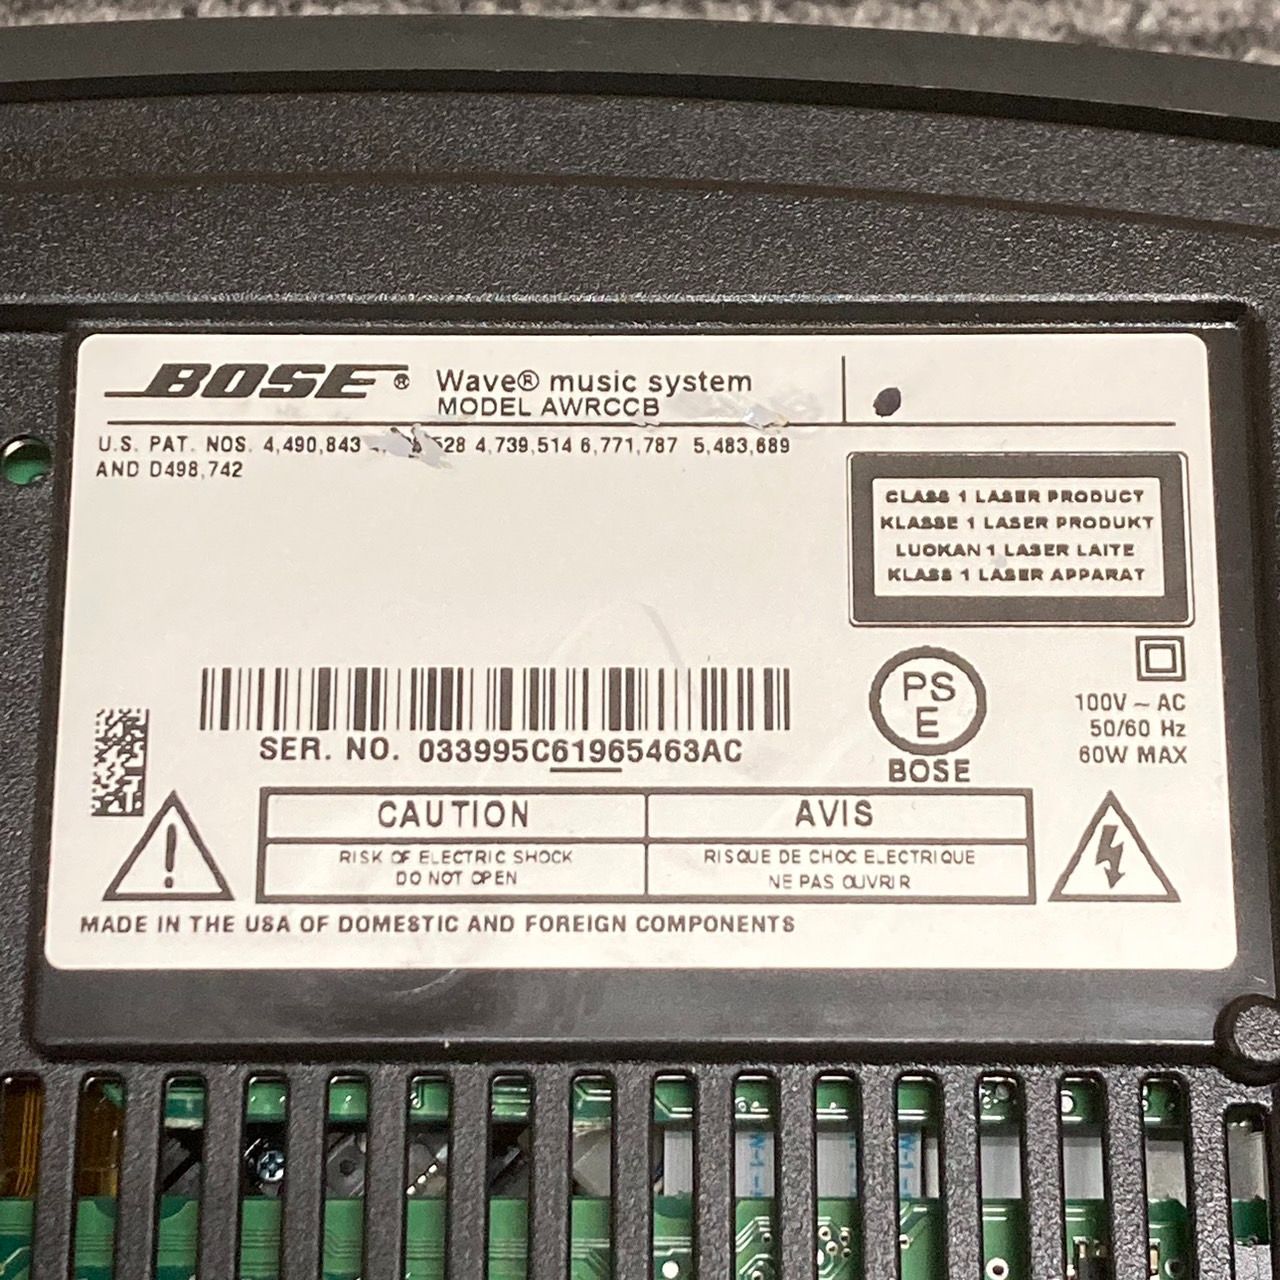 BOSE® Wave® music system
MODEL AWRCCB
U.S. PAT. NOS. 4,490,843 528 4,739,514 6,771,787 5,483,689
AND D498,742
CLASS 1 LASER PRODUCT
KLASSE 1 LASER PRODUKT
LUOKAN 1 LASER LAITE
KLASS 1 LASER APPARAT
PS
E
BOSE
100V ~ AC
50/60 Hz
60W MAX
SER. NO. 033995C61965463AC
CAUTION
RISK OF ELECTRIC SHOCK
DO NOT OPEN
AVIS
RISQUE DE CHOC ELECTRIQUE
NE PAS OUVRIR
MADE IN THE USA OF DOMESTIC AND FOREIGN COMPONENTS